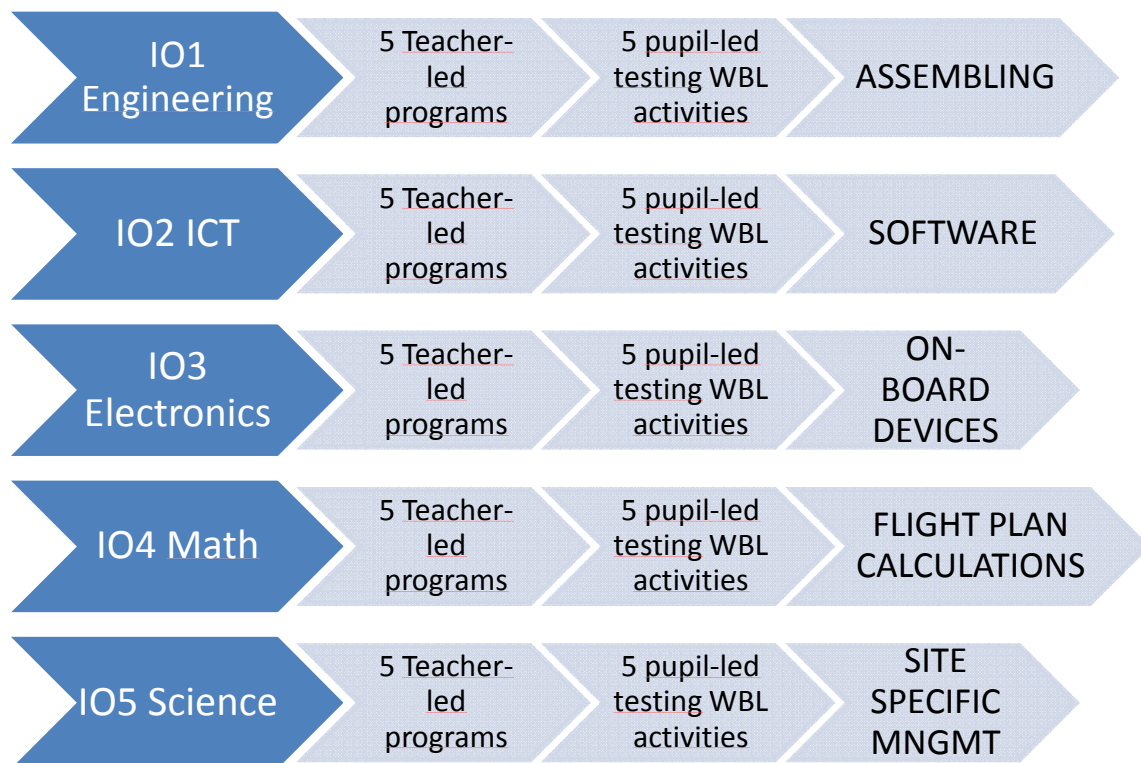 IO1
Engineering
5 Teacher-
led
programs
5 pupil-led
testing WBL
activities
ASSEMBLING
IO2 ICT
5 Teacher-
led
programs
5 pupil-led
testing WBL
activities
SOFTWARE
IO3
Electronics
5 Teacher-
led
programs
5 pupil-led
testing WBL
activities
ON-
BOARD
DEVICES
IO4 Math
5 Teacher-
led
programs
5 pupil-led
testing WBL
activities
FLIGHT PLAN
CALCULATIONS
IO5 Science
5 Teacher-
led
programs
5 pupil-led
testing WBL
activities
SITE
SPECIFIC
MNGMT